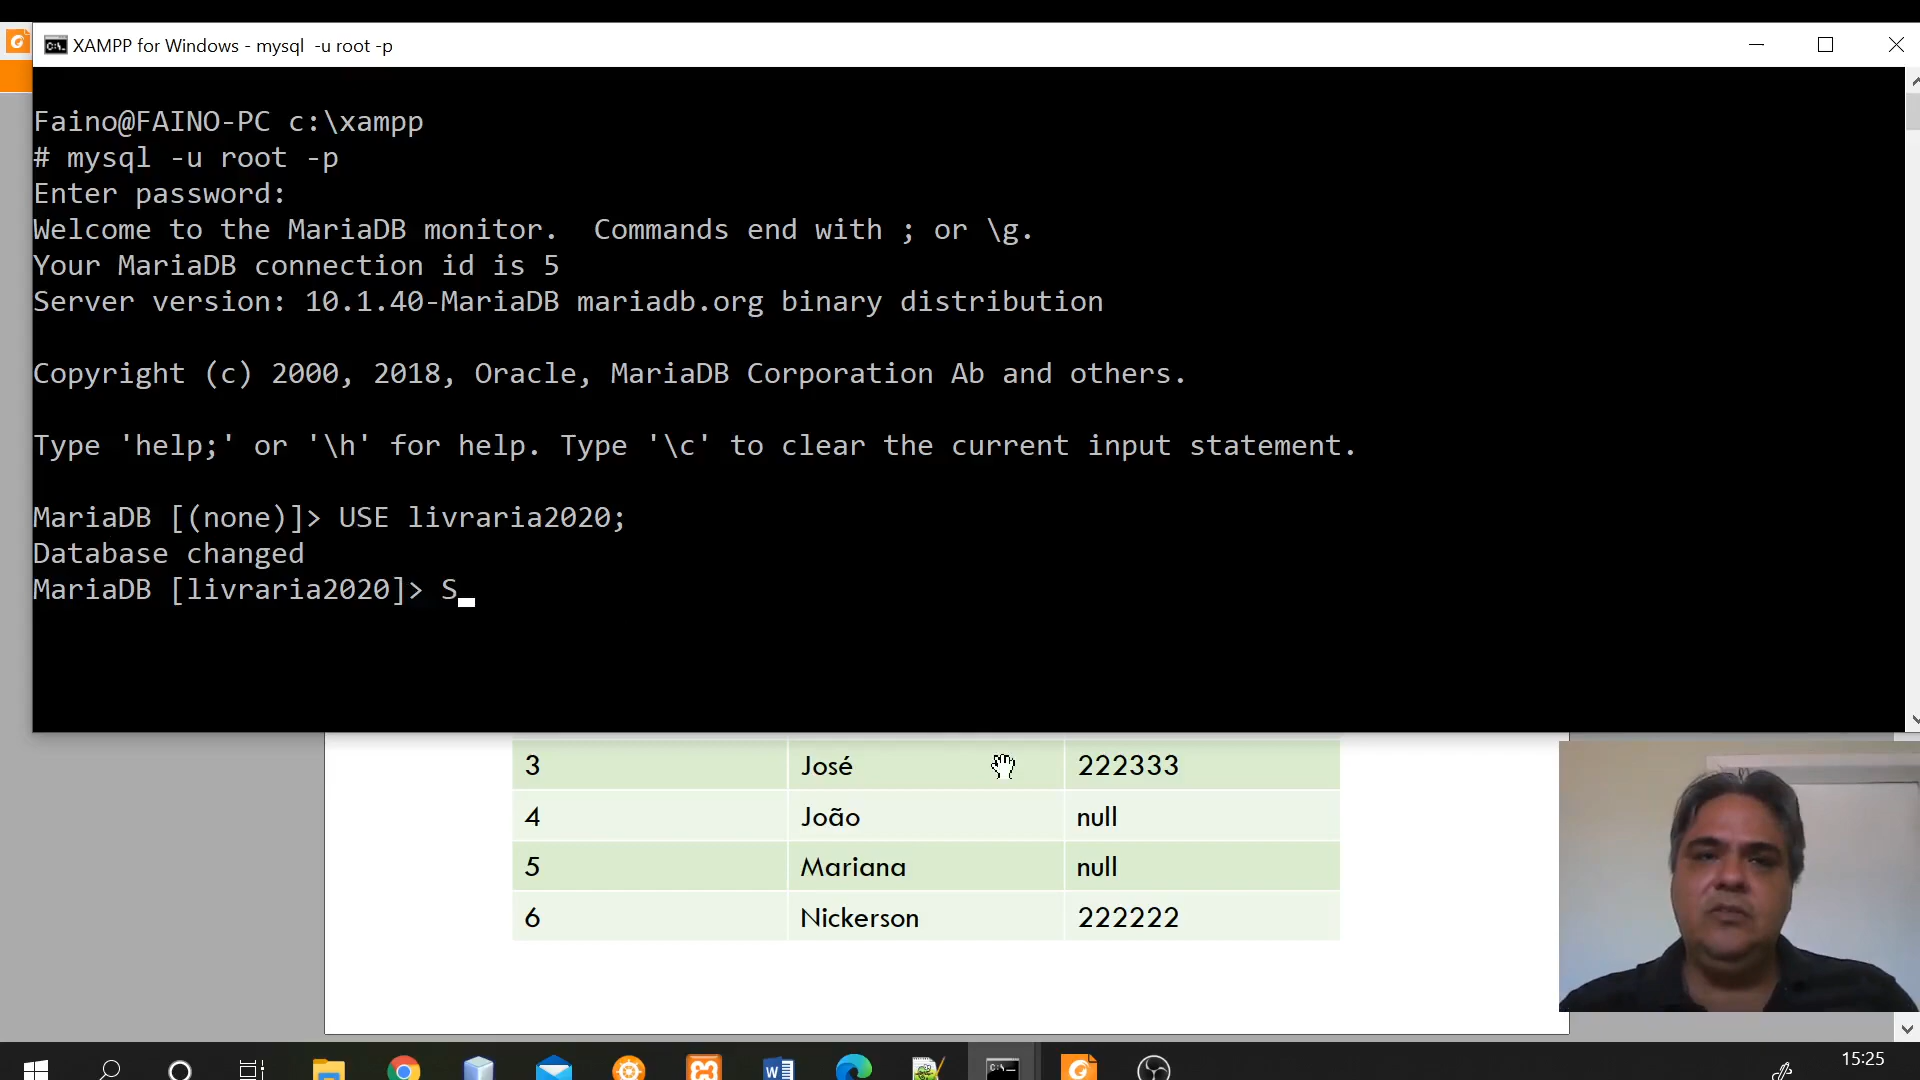 XAMPP for Windows - mysql  -u root -p
Faino@FAINO-PC c:\xampp
# mysql -u root -p
Enter password:
Welcome to the MariaDB monitor.  Commands end with ; or \g.
Your MariaDB connection id is 5
Server version: 10.1.40-MariaDB mariadb.org binary distribution
Copyright (c) 2000, 2018, Oracle, MariaDB Corporation Ab and others.
Type 'help;' or '\h' for help. Type '\c' to clear the current input statement.
MariaDB [(none)]> USE livraria2020;
Database changed
MariaDB [livraria2020]> S_
3 José 222333
4 João null
5 Mariana null
6 Nickerson 222222
15:25